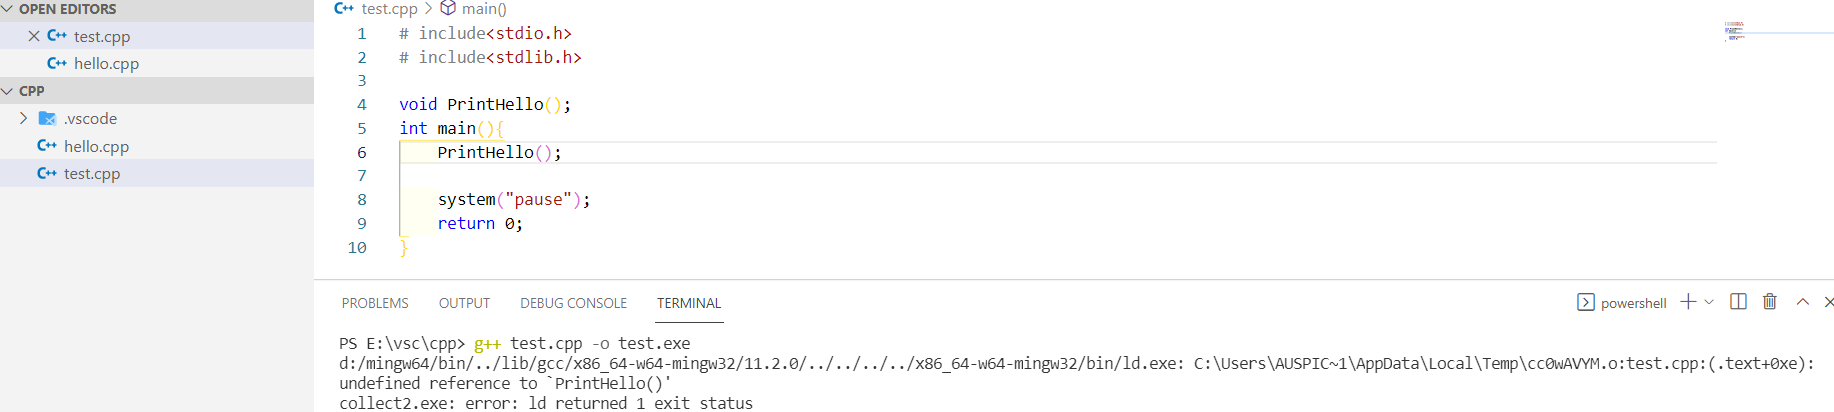 OPEN EDITORS
test.cpp
hello.cpp
CPP
.vscode
hello.cpp
test.cpp
test.cpp > main()
1 # include<stdio.h>
2 # include<stdlib.h>
3
4 void PrintHello();
5 int main(){
6 PrintHello();
7
8 system("pause");
9 return 0;
10 }
PROBLEMS OUTPUT DEBUG CONSOLE TERMINAL powershell
PS E:\vsc\cpp> g++ test.cpp -o test.exe
d:/mingw64/bin/../lib/gcc/x86_64-w64-mingw32/11.2.0/../../../../x86_64-w64-mingw32/bin/ld.exe: C:\Users\AUSPIC~1\AppData\Local\Temp\cc0wAVYM.o:test.cpp:(.text+0xe):
undefined reference to `PrintHello()'
collect2.exe: error: ld returned 1 exit status